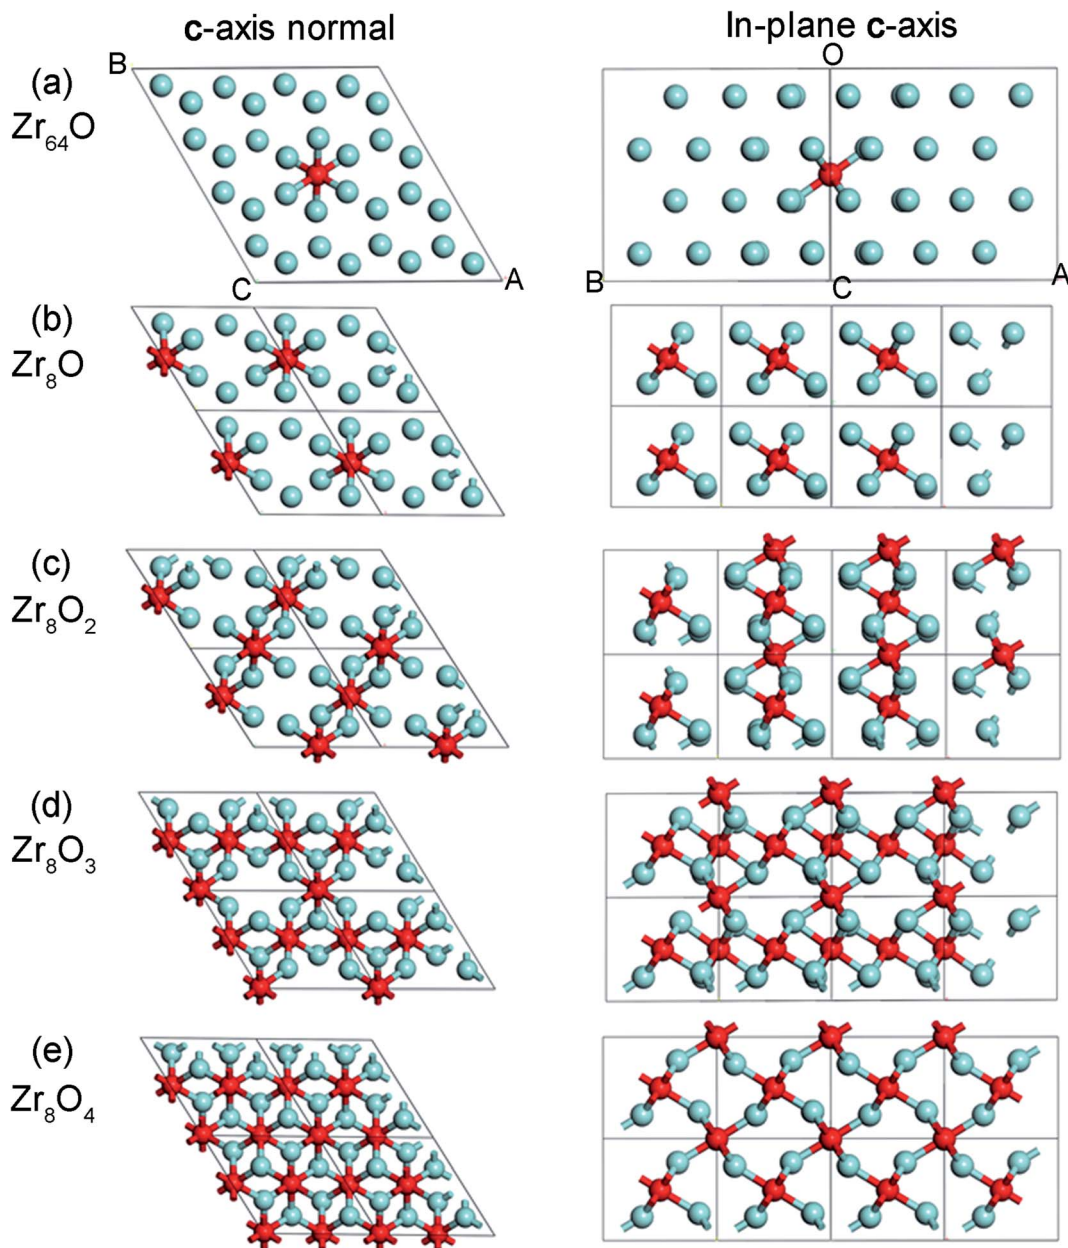 c-axis normal
In-plane c-axis
(a)
Zr64O
B
C
A
O
B
C
A
(b)
Zr8O
(c)
Zr8O2
(d)
Zr8O3
(e)
Zr8O4